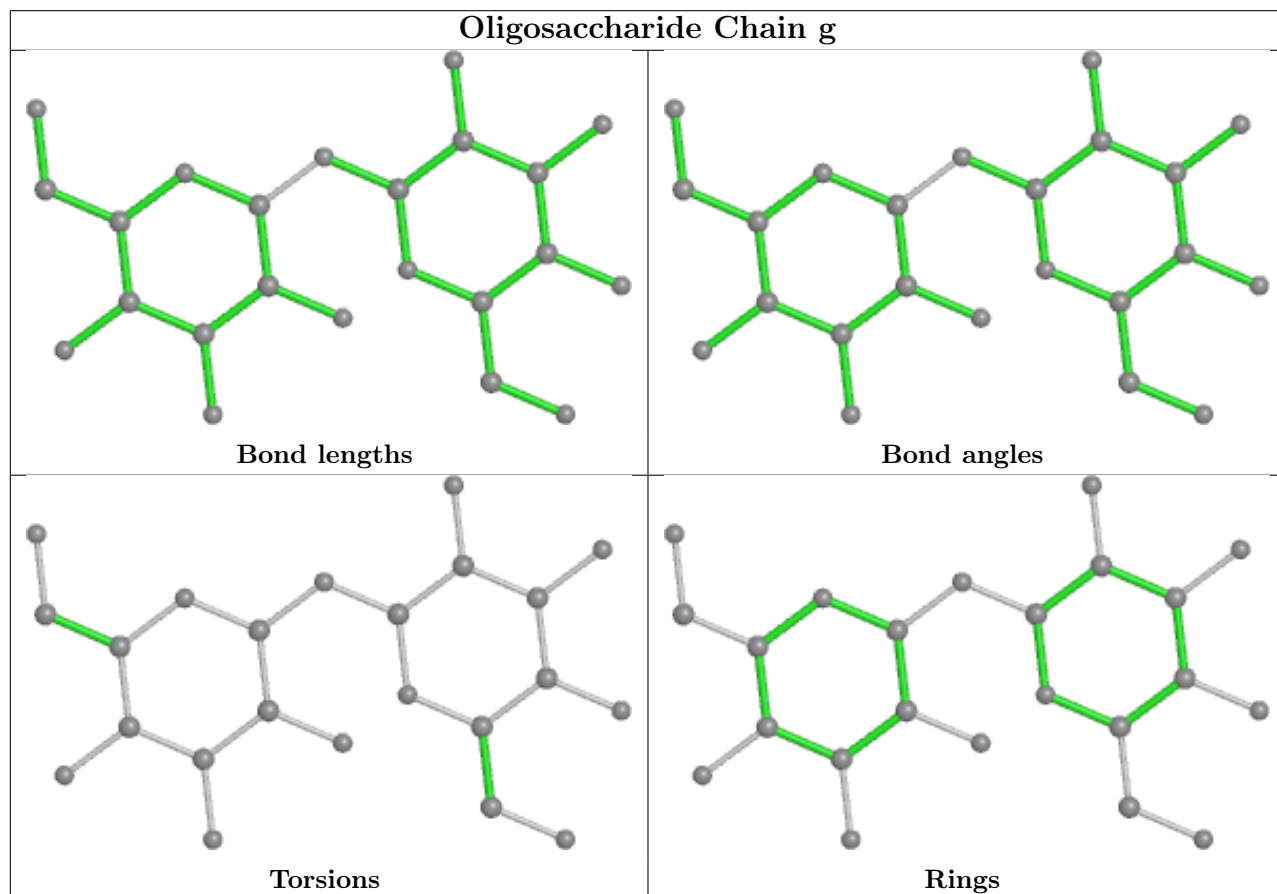 Oligosaccharide Chain g
Bond lengths
Bond angles
Torsions
Rings